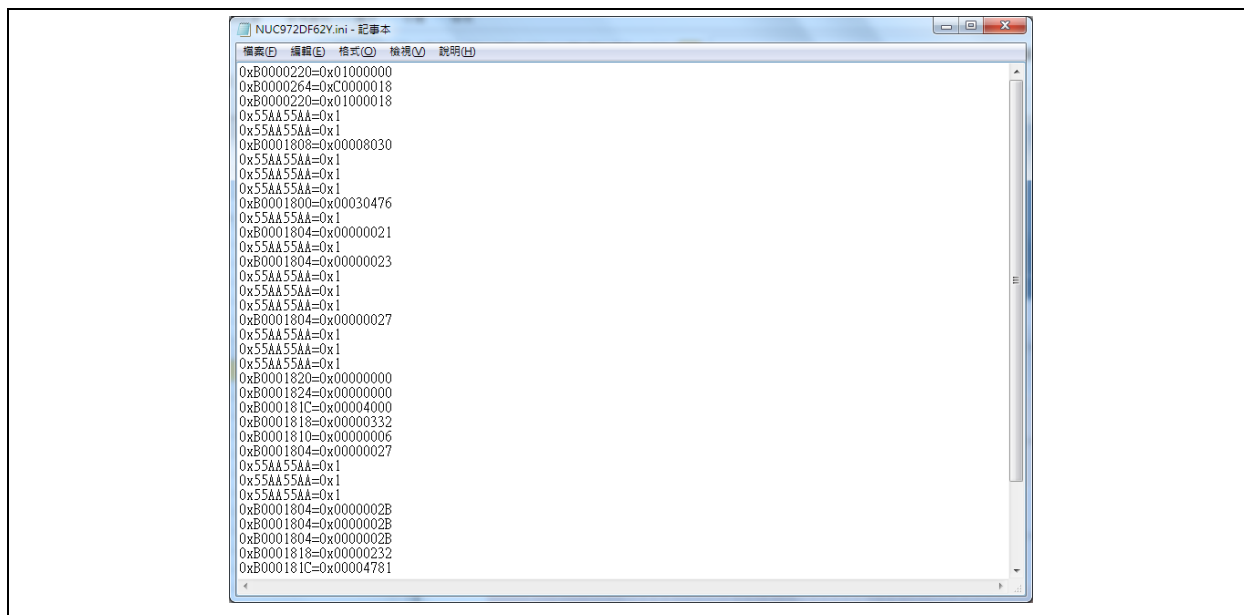 NUC972DF62Y.ini - 記事本
檔案(F) 編輯(E) 格式(O) 檢視(V) 說明(H)
0xB0000220=0x01000000
0xB0000264=0xC0000018
0xB0000220=0x01000018
0x55AA55AA=0x1
0x55AA55AA=0x1
0xB0001808=0x00008030
0x55AA55AA=0x1
0x55AA55AA=0x1
0x55AA55AA=0x1
0xB0001800=0x00030476
0x55AA55AA=0x1
0xB0001804=0x00000021
0x55AA55AA=0x1
0xB0001804=0x00000023
0x55AA55AA=0x1
0x55AA55AA=0x1
0x55AA55AA=0x1
0xB0001804=0x00000027
0x55AA55AA=0x1
0x55AA55AA=0x1
0x55AA55AA=0x1
0xB0001820=0x00000000
0xB0001824=0x00000000
0xB000181C=0x00004000
0xB0001818=0x00000332
0xB0001810=0x00000006
0xB0001804=0x00000027
0x55AA55AA=0x1
0x55AA55AA=0x1
0x55AA55AA=0x1
0xB0001804=0x0000002B
0xB0001804=0x0000002B
0xB0001804=0x0000002B
0xB0001818=0x00000232
0xB000181C=0x00004781